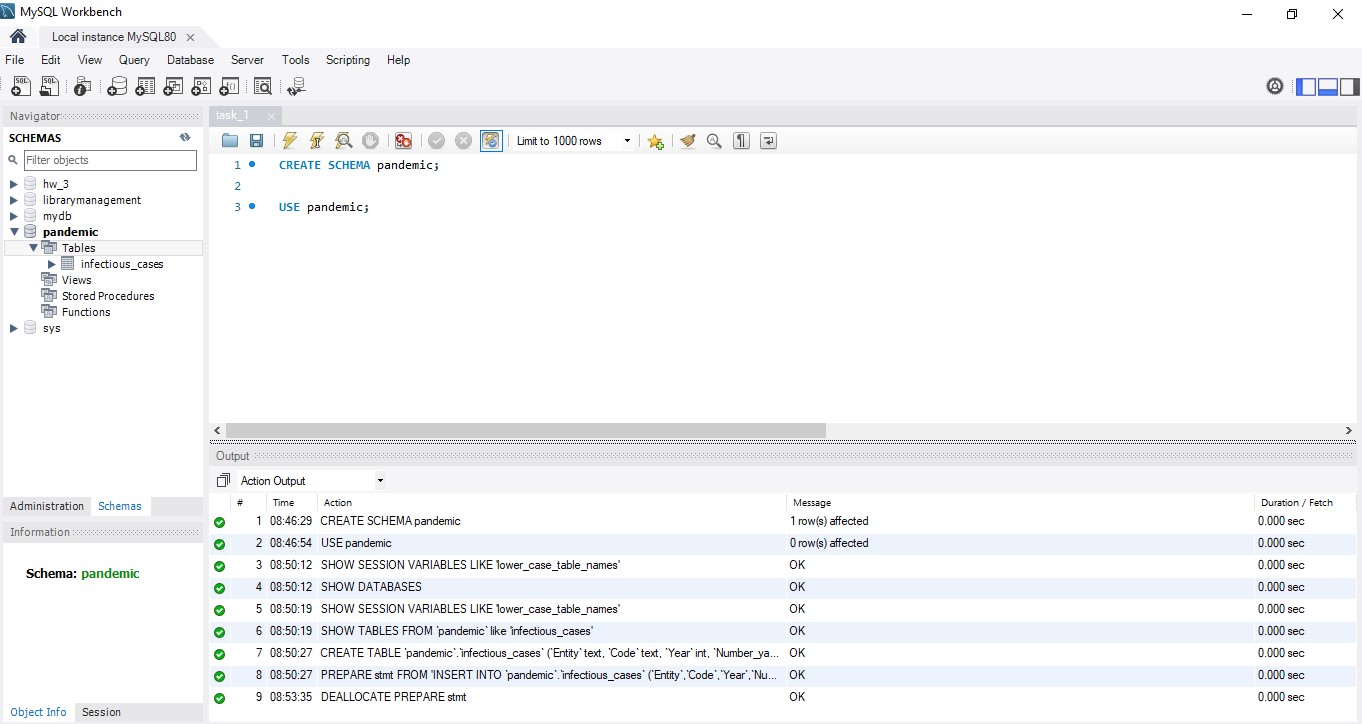 MySQL Workbench
Local instance MySQL80
File Edit View Query Database Server Tools Scripting Help
Navigator
SCHEMAS
Filter objects
hw_3
librarymanagement
mydb
pandemic
Tables
infectious_cases
Views
Stored Procedures
Functions
sys
Administration Schemas
Information
Schema: pandemic
Object Info Session
task_1
Limit to 1000 rows
1 CREATE SCHEMA pandemic;
2
3 USE pandemic;
Output
Action Output
# Time Action Message Duration / Fetch
1 08:46:29 CREATE SCHEMA pandemic 1 row(s) affected 0.000 sec
2 08:46:54 USE pandemic 0 row(s) affected 0.000 sec
3 08:50:12 SHOW SESSION VARIABLES LIKE 'lower_case_table_names' OK 0.000 sec
4 08:50:12 SHOW DATABASES OK 0.000 sec
5 08:50:19 SHOW SESSION VARIABLES LIKE 'lower_case_table_names' OK 0.000 sec
6 08:50:19 SHOW TABLES FROM `pandemic` like 'infectious_cases' OK 0.000 sec
7 08:50:27 CREATE TABLE `pandemic`.`infectious_cases` (`Entity` text, `Code` text, `Year` int, `Number_ya... OK 0.000 sec
8 08:50:27 PREPARE stmt FROM 'INSERT INTO `pandemic`.`infectious_cases` (`Entity`,`Code`,`Year`,`Nu... OK 0.000 sec
9 08:53:35 DEALLOCATE PREPARE stmt OK 0.000 sec